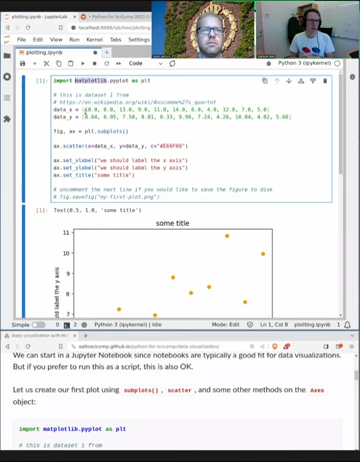 plotting.ipynb - JupyterLab
Python for SciComp 2022
localhost:8888/lab/tree/plotting.ipynb
File Edit View Run Kernel Tabs Settings Help
plotting.ipynb
Code
Python 3 (ipykernel)
[1]: import matplotlib.pyplot as plt
# this is dataset 1 from
# https://en.wikipedia.org/wiki/Anscombe%27s_quartet
data_x = [10.0, 8.0, 13.0, 9.0, 11.0, 14.0, 6.0, 4.0, 12.0, 7.0, 5.0]
data_y = [8.04, 6.95, 7.58, 8.81, 8.33, 9.96, 7.24, 4.26, 10.84, 4.82, 5.68]
fig, ax = plt.subplots()
ax.scatter(x=data_x, y=data_y, c="#E69F00")
ax.set_xlabel("we should label the x axis")
ax.set_ylabel("we should label the y axis")
ax.set_title("some title")
# uncomment the next line if you would like to save the figure to disk
# fig.savefig("my-first-plot.png")
[1]: Text(0.5, 1.0, 'some title')
some title
11
10
9
8
7
ld label the y axis
Simple
2
Python 3 (ipykernel) | Idle
Mode: Edit
Ln 1, Col 8
plotting.ipynb
Data visualization with M
aaltoscicomp.github.io/python-for-scicomp/data-visualization/
We can start in a Jupyter Notebook since notebooks are typically a good fit for data visualizations.
But if you prefer to run this as a script, this is also OK.
Let us create our first plot using subplots() , scatter , and some other methods on the Axes
object:
import matplotlib.pyplot as plt
# this is dataset 1 from